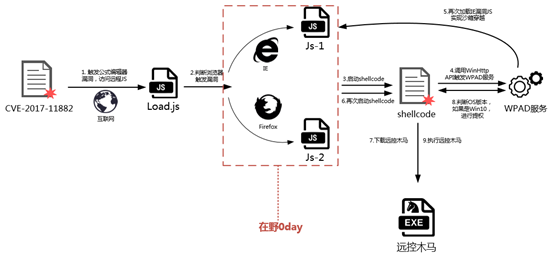 CVE-2017-11882
1. 触发公式编辑器
漏洞，访问远程JS
互联网
JS
Load.js
2.判断浏览器
触发漏洞
JS
Js-1
IE
Firefox
JS
Js-2
在野0day
3.启动shellcode
6.再次启动shellcode
shellcode
5.再次加载IE漏洞JS
实现沙箱穿越
4.调用WinHttp
API触发WPAD服务
8.判断OS版本，
如果是Win10，
进行提权
WPAD服务
7.下载远控木马
9.执行远控木马
EXE
远控木马